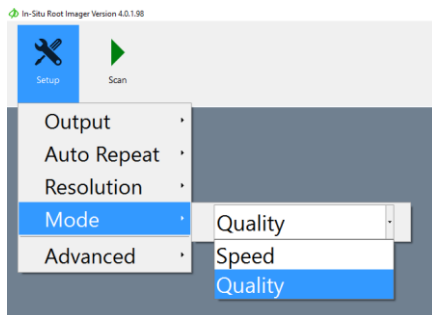 In-Situ Root Imager Version 4.0.1.98
Setup
Scan
Output
Auto Repeat
Resolution
Mode
Quality
Speed
Advanced
Quality